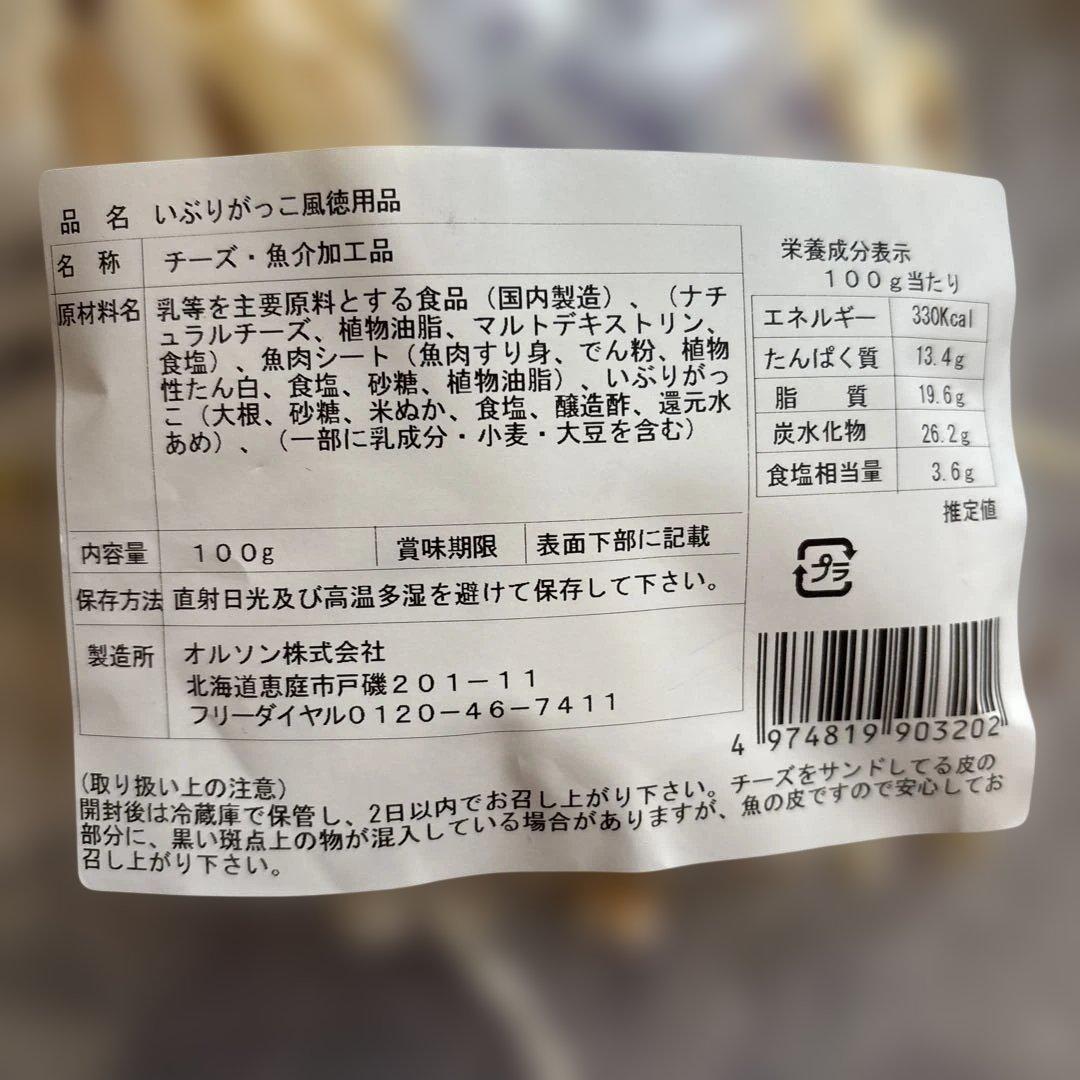 品 名 いぶりがっこ風徳用品
名 称 チーズ・魚介加工品
原材料名 乳等を主要原料とする食品（国内製造）、（ナチ
ュラルチーズ、植物油脂、マルトデキストリン、
食塩）、魚肉シート（魚肉すり身、でん粉、植物
性たん白、食塩、砂糖、植物油脂）、いぶりがっ
こ（大根、砂糖、米ぬか、食塩、醸造酢、還元水
あめ）、（一部に乳成分・小麦・大豆を含む）
内容量 １００g 賞味期限 表面下部に記載
保存方法 直射日光及び高温多湿を避けて保存して下さい。
製造所 オルソン株式会社
北海道恵庭市戸磯２０１－１１
フリーダイヤル０１２０－４６－７４１１
栄養成分表示
１００ｇ当たり
エネルギー 330Kcal
たんぱく質 13.4g
脂 質 19.6g
炭水化物 26.2g
食塩相当量 3.6g
推定値
プラ
4 974819 903202
(取り扱い上の注意)
開封後は冷蔵庫で保管し、2日以内でお召し上がり下さい。チーズをサンドしてる皮の
部分に、黒い斑点上の物が混入している場合がありますが、魚の皮ですので安心してお
召し上がり下さい。